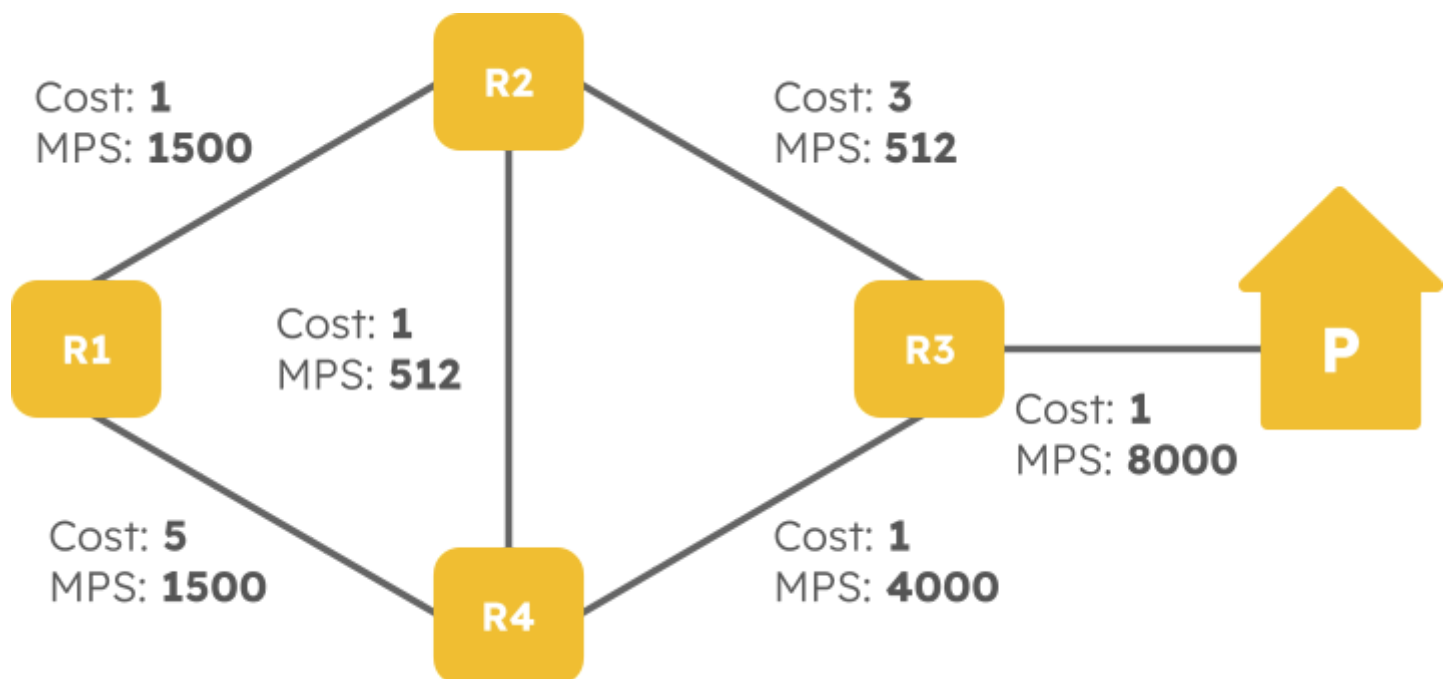 R2
Cost: 1
MPS: 1500
Cost: 3
MPS: 512
R1
Cost: 1
MPS: 512
R3
P
Cost: 1
MPS: 8000
Cost: 5
MPS: 1500
R4
Cost: 1
MPS: 4000